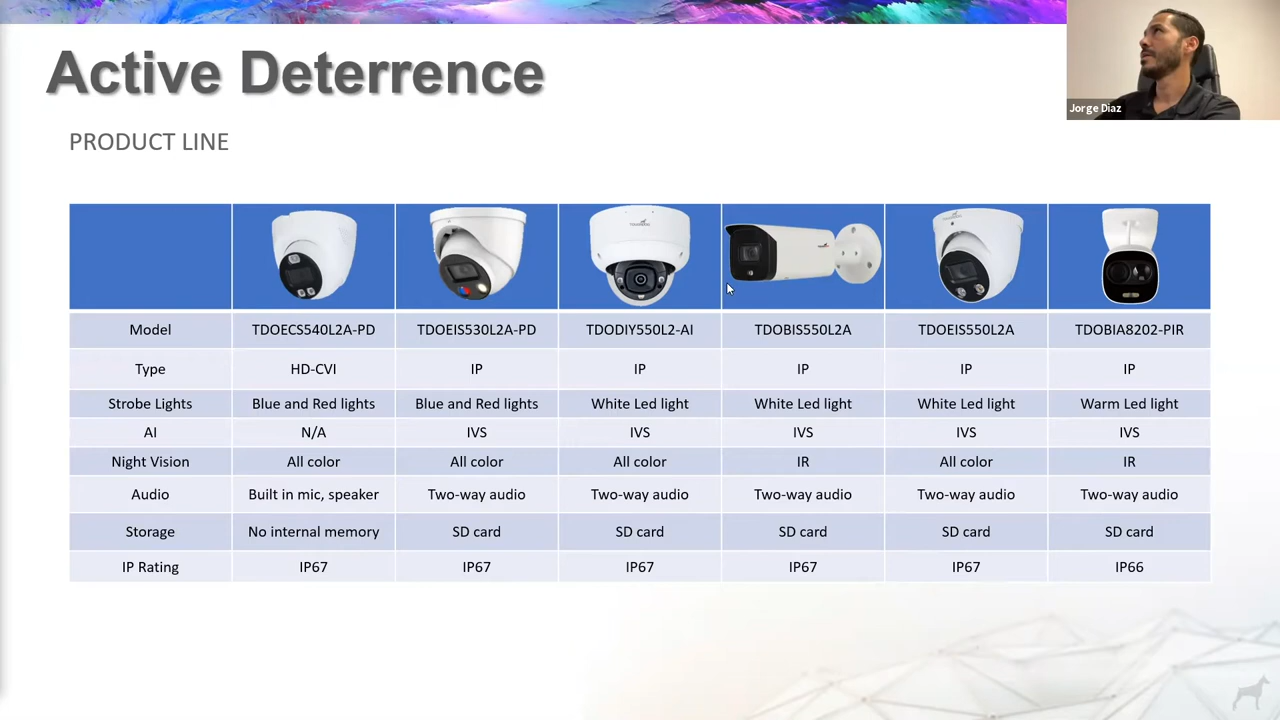 Active Deterrence
Jorge Diaz
PRODUCT LINE
Model TDOECS540L2A-PD TDOEIS530L2A-PD TDODIY550L2-AI TDOBIS550L2A TDOEIS550L2A TDOBIA8202-PIR
Type HD-CVI IP IP IP IP IP
Strobe Lights Blue and Red lights Blue and Red lights White Led light White Led light White Led light Warm Led light
AI N/A IVS IVS IVS IVS IVS
Night Vision All color All color All color IR All color IR
Audio Built in mic, speaker Two-way audio Two-way audio Two-way audio Two-way audio Two-way audio
Storage No internal memory SD card SD card SD card SD card SD card
IP Rating IP67 IP67 IP67 IP67 IP67 IP66